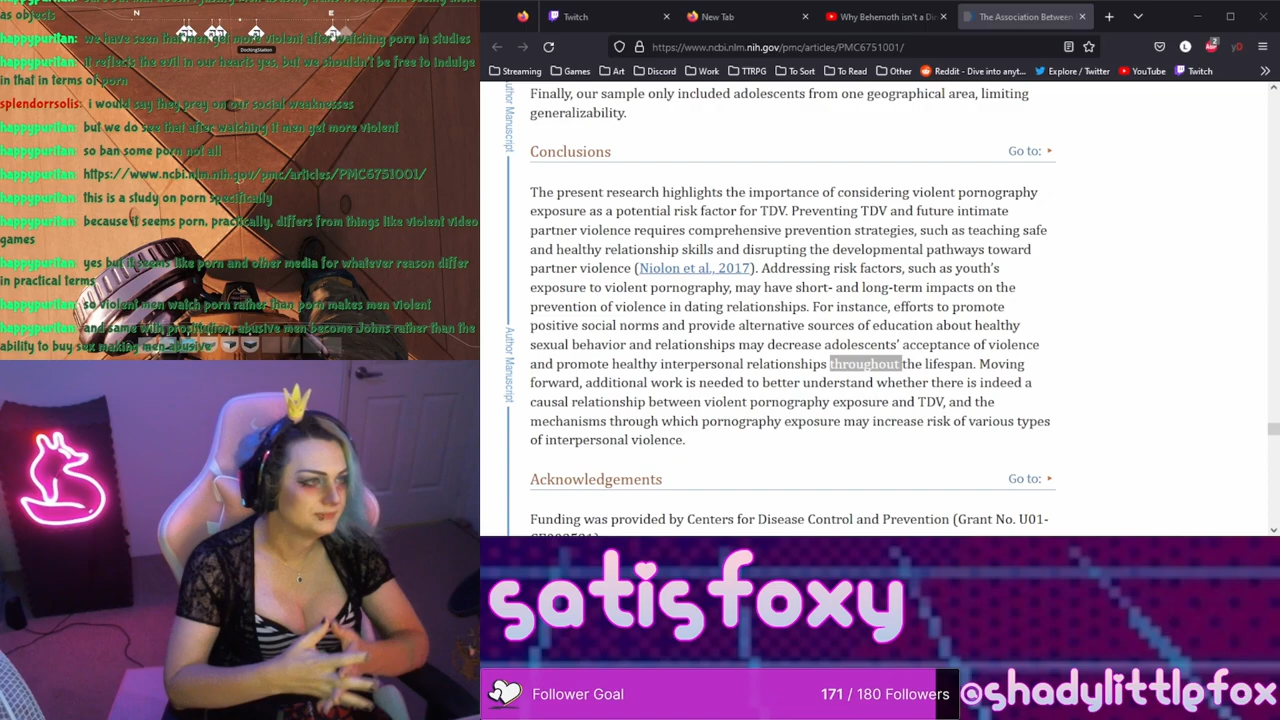 as objects
happypuritan: we have seen that men get more violent after watching porn in studies
happypuritan: it reflects the evil in our hearts yes, but we shouldn't be free to indulge
in that in terms of porn
splendorrsolis: i would say they prey on our social weaknesses
happypuritan: but we do see that after watching it men get more violent
happypuritan: so ban some porn not all
happypuritan: https://www.ncbi.nlm.nih.gov/pmc/articles/PMC6751001/
happypuritan: this is a study on porn specifically
happypuritan: because it seems porn, practically, differs from things like violent video
games
happypuritan: yes but it seems like porn and other media for whatever reason differ
in practical terms
happypuritan: so violent men watch porn rather than porn makes men violent
happypuritan: and same with prostitution, abusive men become Johns rather than the
ability to buy sex making men abusive
N
E
DockingStation
Twitch
New Tab
Why Behemoth isn't a Di
The Association Between
https://www.ncbi.nlm.nih.gov/pmc/articles/PMC6751001/
Streaming
Games
Art
Discord
Work
TTRPG
To Sort
To Read
Other
Reddit - Dive into anyt...
Explore / Twitter
YouTube
Twitch
Finally, our sample only included adolescents from one geographical area, limiting
generalizability.
Conclusions
Go to:
The present research highlights the importance of considering violent pornography
exposure as a potential risk factor for TDV. Preventing TDV and future intimate
partner violence requires comprehensive prevention strategies, such as teaching safe
and healthy relationship skills and disrupting the developmental pathways toward
partner violence (Niolon et al., 2017). Addressing risk factors, such as youth's
exposure to violent pornography, may have short- and long-term impacts on the
prevention of violence in dating relationships. For instance, efforts to promote
positive social norms and provide alternative sources of education about healthy
sexual behavior and relationships may decrease adolescents' acceptance of violence
and promote healthy interpersonal relationships throughout the lifespan. Moving
forward, additional work is needed to better understand whether there is indeed a
causal relationship between violent pornography exposure and TDV, and the
mechanisms through which pornography exposure may increase risk of various types
of interpersonal violence.
Acknowledgements
Go to:
Funding was provided by Centers for Disease Control and Prevention (Grant No. U01-
Author Manuscript
Author Manuscript
satisfoxy
Follower Goal
171 / 180 Followers
@shadylittlefox